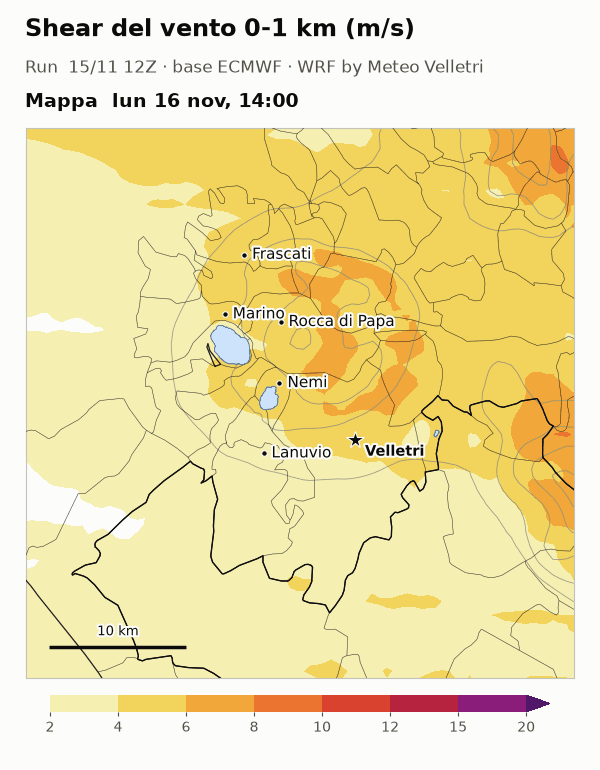 Shear del vento 0-1 km (m/s)
Run  15/11 12Z · base ECMWF · WRF by Meteo Velletri
Mappa  lun 16 nov, 14:00
Frascati
Marino
Rocca di Papa
Nemi
Velletri
Lanuvio
10 km
2 4 6 8 10 12 15 20